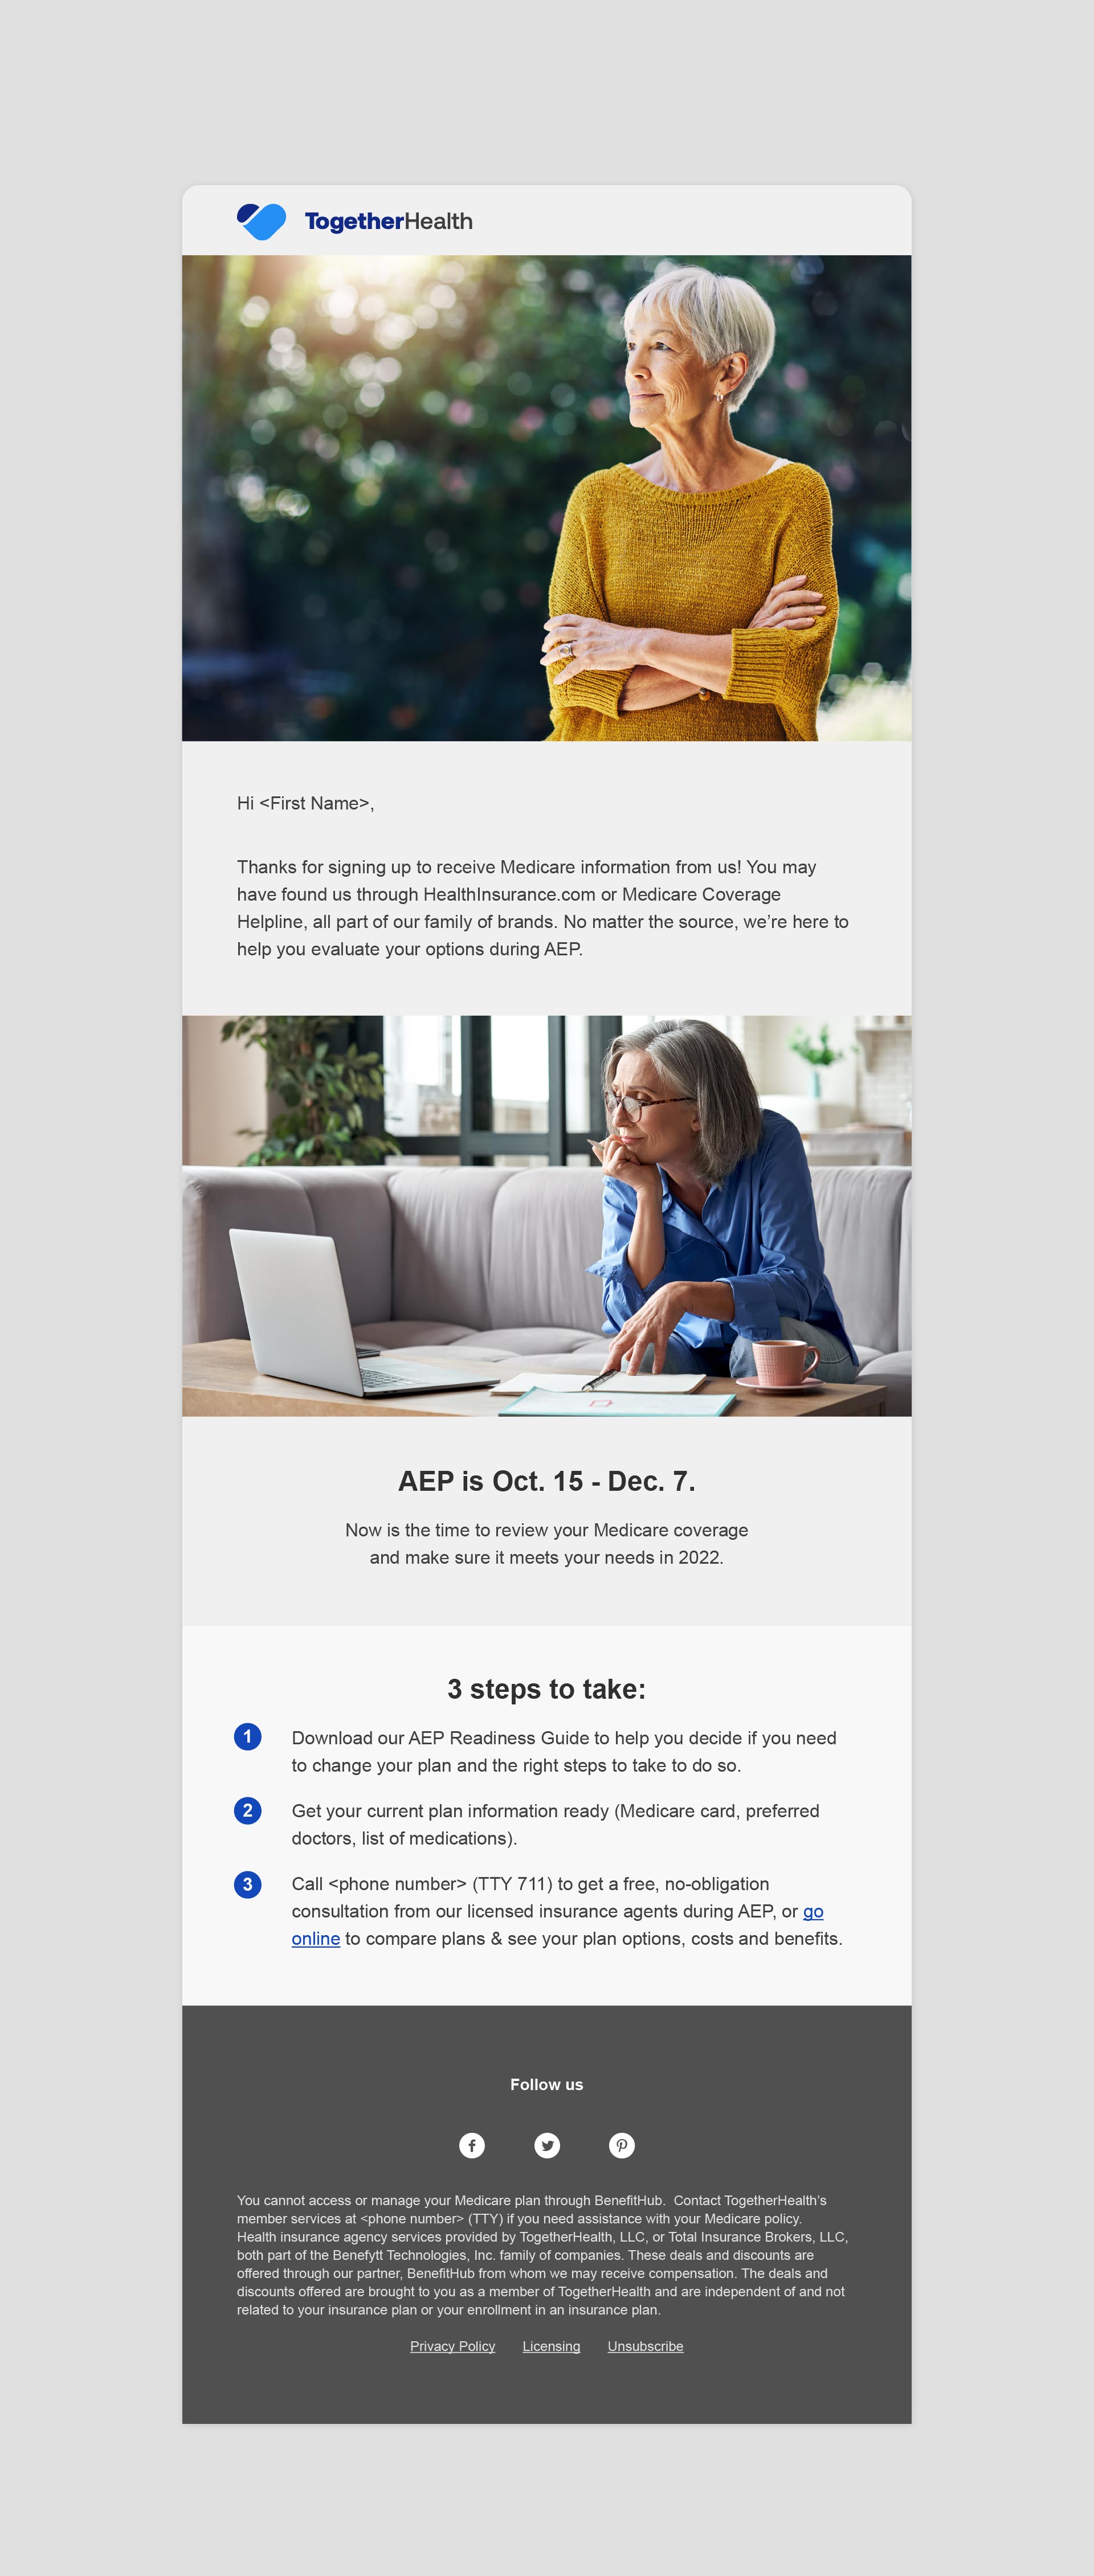 TogetherHealth
Hi <First Name>,
Thanks for signing up to receive Medicare information from us! You may
have found us through HealthInsurance.com or Medicare Coverage
Helpline, all part of our family of brands. No matter the source, we’re here to
help you evaluate your options during AEP.
AEP is Oct. 15 - Dec. 7.
Now is the time to review your Medicare coverage
and make sure it meets your needs in 2022.
3 steps to take:
1 Download our AEP Readiness Guide to help you decide if you need
to change your plan and the right steps to take to do so.
2 Get your current plan information ready (Medicare card, preferred
doctors, list of medications).
3 Call <phone number> (TTY 711) to get a free, no-obligation
consultation from our licensed insurance agents during AEP, or go
online to compare plans & see your plan options, costs and benefits.
Follow us
You cannot access or manage your Medicare plan through BenefitHub.  Contact TogetherHealth’s
member services at <phone number> (TTY) if you need assistance with your Medicare policy.
Health insurance agency services provided by TogetherHealth, LLC, or Total Insurance Brokers, LLC,
both part of the Benefytt Technologies, Inc. family of companies. These deals and discounts are
offered through our partner, BenefitHub from whom we may receive compensation. The deals and
discounts offered are brought to you as a member of TogetherHealth and are independent of and not
related to your insurance plan or your enrollment in an insurance plan.
Privacy Policy Licensing Unsubscribe